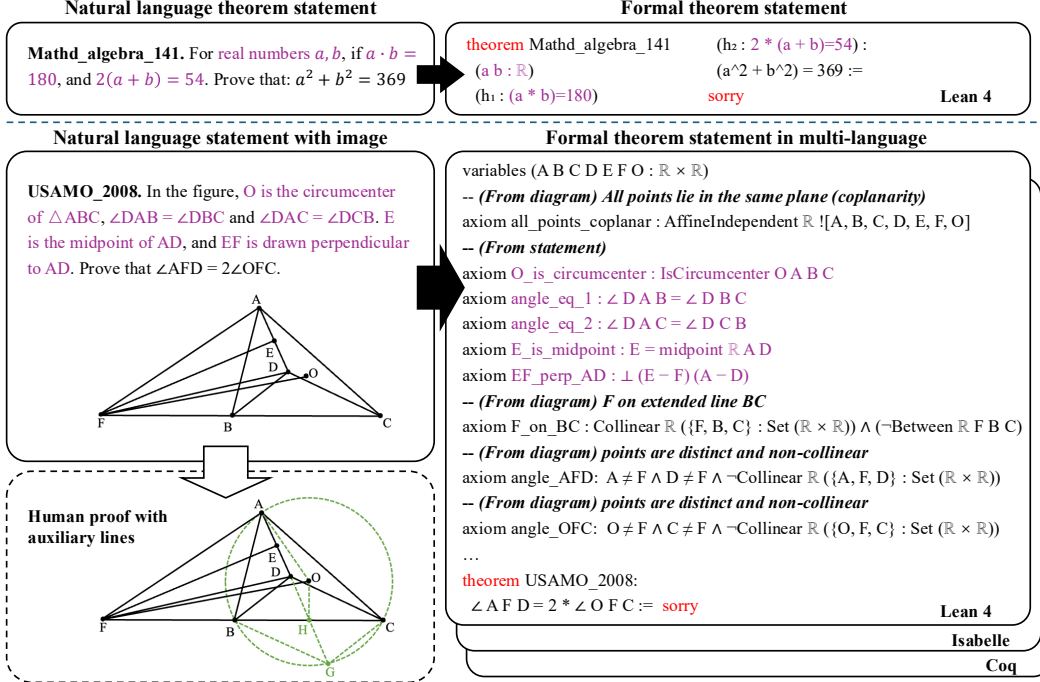 Natural language theorem statement
Mathd_algebra_141. For real numbers a, b, if a · b =
180, and 2(a + b) = 54. Prove that: a² + b² = 369
Formal theorem statement
theorem Mathd_algebra_141
(a b : ℝ)
(h₁ : (a * b)=180)
(h₂ : 2 * (a + b)=54) :
(a^2 + b^2) = 369 :=
sorry
Lean 4
Natural language statement with image
USAMO_2008. In the figure, O is the circumcenter
of △ABC, ∠DAB = ∠DBC and ∠DAC = ∠DCB. E
is the midpoint of AD, and EF is drawn perpendicular
to AD. Prove that ∠AFD = 2∠OFC.
A
E
D
O
F
B
C
Human proof with
auxiliary lines
A
E
D
O
F
B
H
C
G
Formal theorem statement in multi-language
variables (A B C D E F O : ℝ × ℝ)
-- (From diagram) All points lie in the same plane (coplanarity)
axiom all_points_coplanar : AffineIndependent ℝ ![A, B, C, D, E, F, O]
-- (From statement)
axiom O_is_circumcenter : IsCircumcenter O A B C
axiom angle_eq_1 : ∠ D A B = ∠ D B C
axiom angle_eq_2 : ∠ D A C = ∠ D C B
axiom E_is_midpoint : E = midpoint ℝ A D
axiom EF_perp_AD : ⊥ (E − F) (A − D)
-- (From diagram) F on extended line BC
axiom F_on_BC : Collinear ℝ ({F, B, C} : Set (ℝ × ℝ)) ∧ (¬Between ℝ F B C)
-- (From diagram) points are distinct and non-collinear
axiom angle_AFD: A ≠ F ∧ D ≠ F ∧ ¬Collinear ℝ ({A, F, D} : Set (ℝ × ℝ))
-- (From diagram) points are distinct and non-collinear
axiom angle_OFC: O ≠ F ∧ C ≠ F ∧ ¬Collinear ℝ ({O, F, C} : Set (ℝ × ℝ))
…
theorem USAMO_2008:
∠ A F D = 2 * ∠ O F C := sorry
Lean 4
Isabelle
Coq